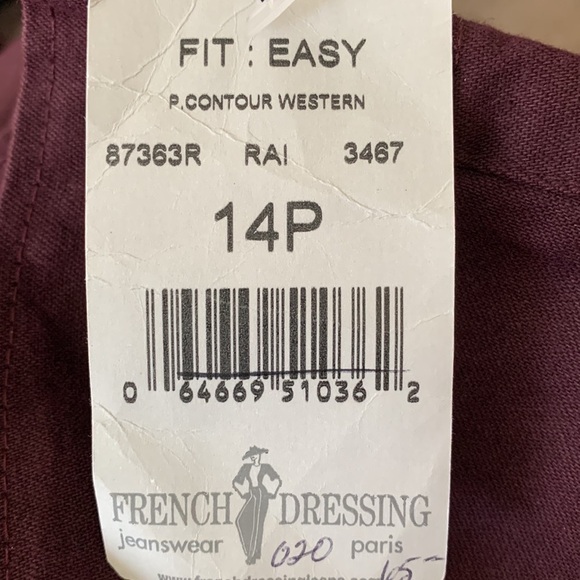 FIT : EASY
P.CONTOUR WESTERN
87363R RAI 3467
14P
0 64669 51036 2
FRENCH DRESSING
jeanswear 020 paris